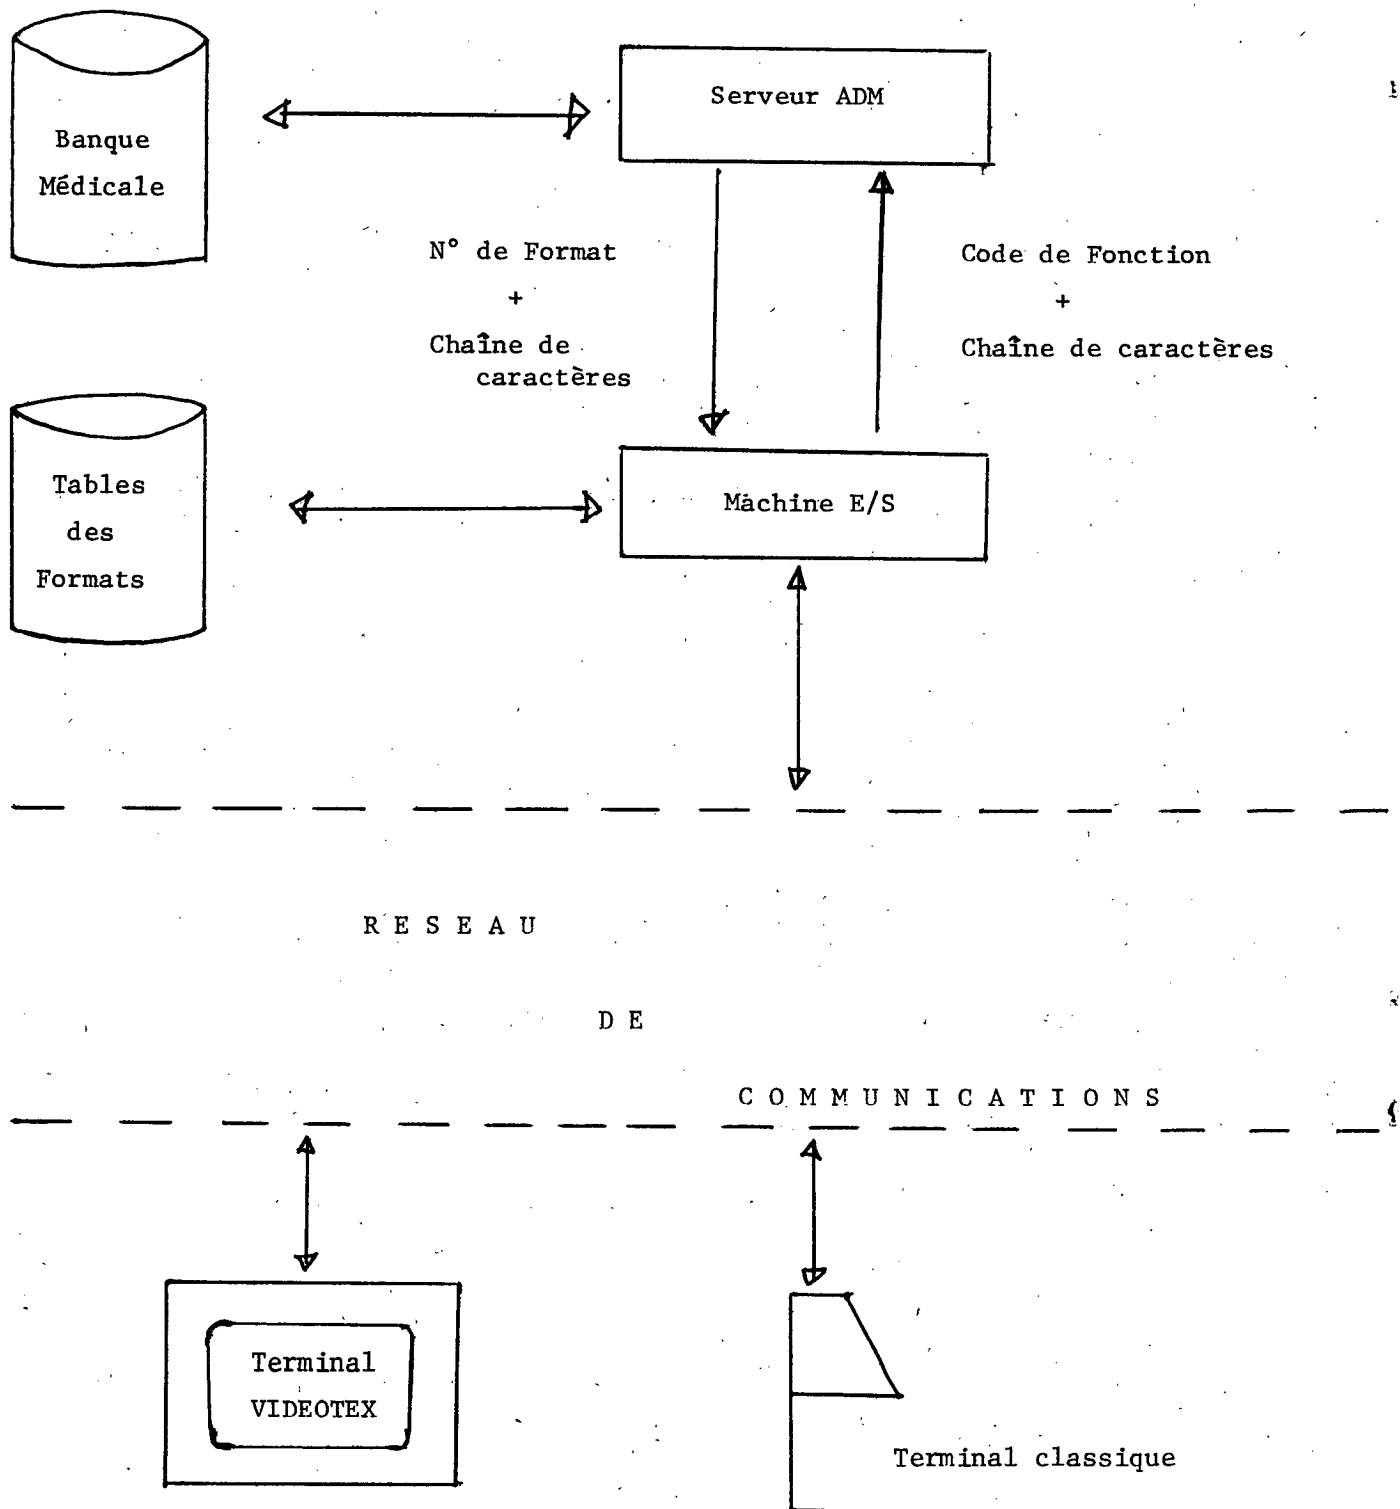 Serveur ADM
Banque
Médicale
N° de Format
+
Chaîne de
caractères
Code de Fonction
+
Chaîne de caractères
Tables
des
Formats
Machine E/S
R E S E A U
D E
C O M M U N I C A T I O N S
Terminal
VIDEOTEX
Terminal classique